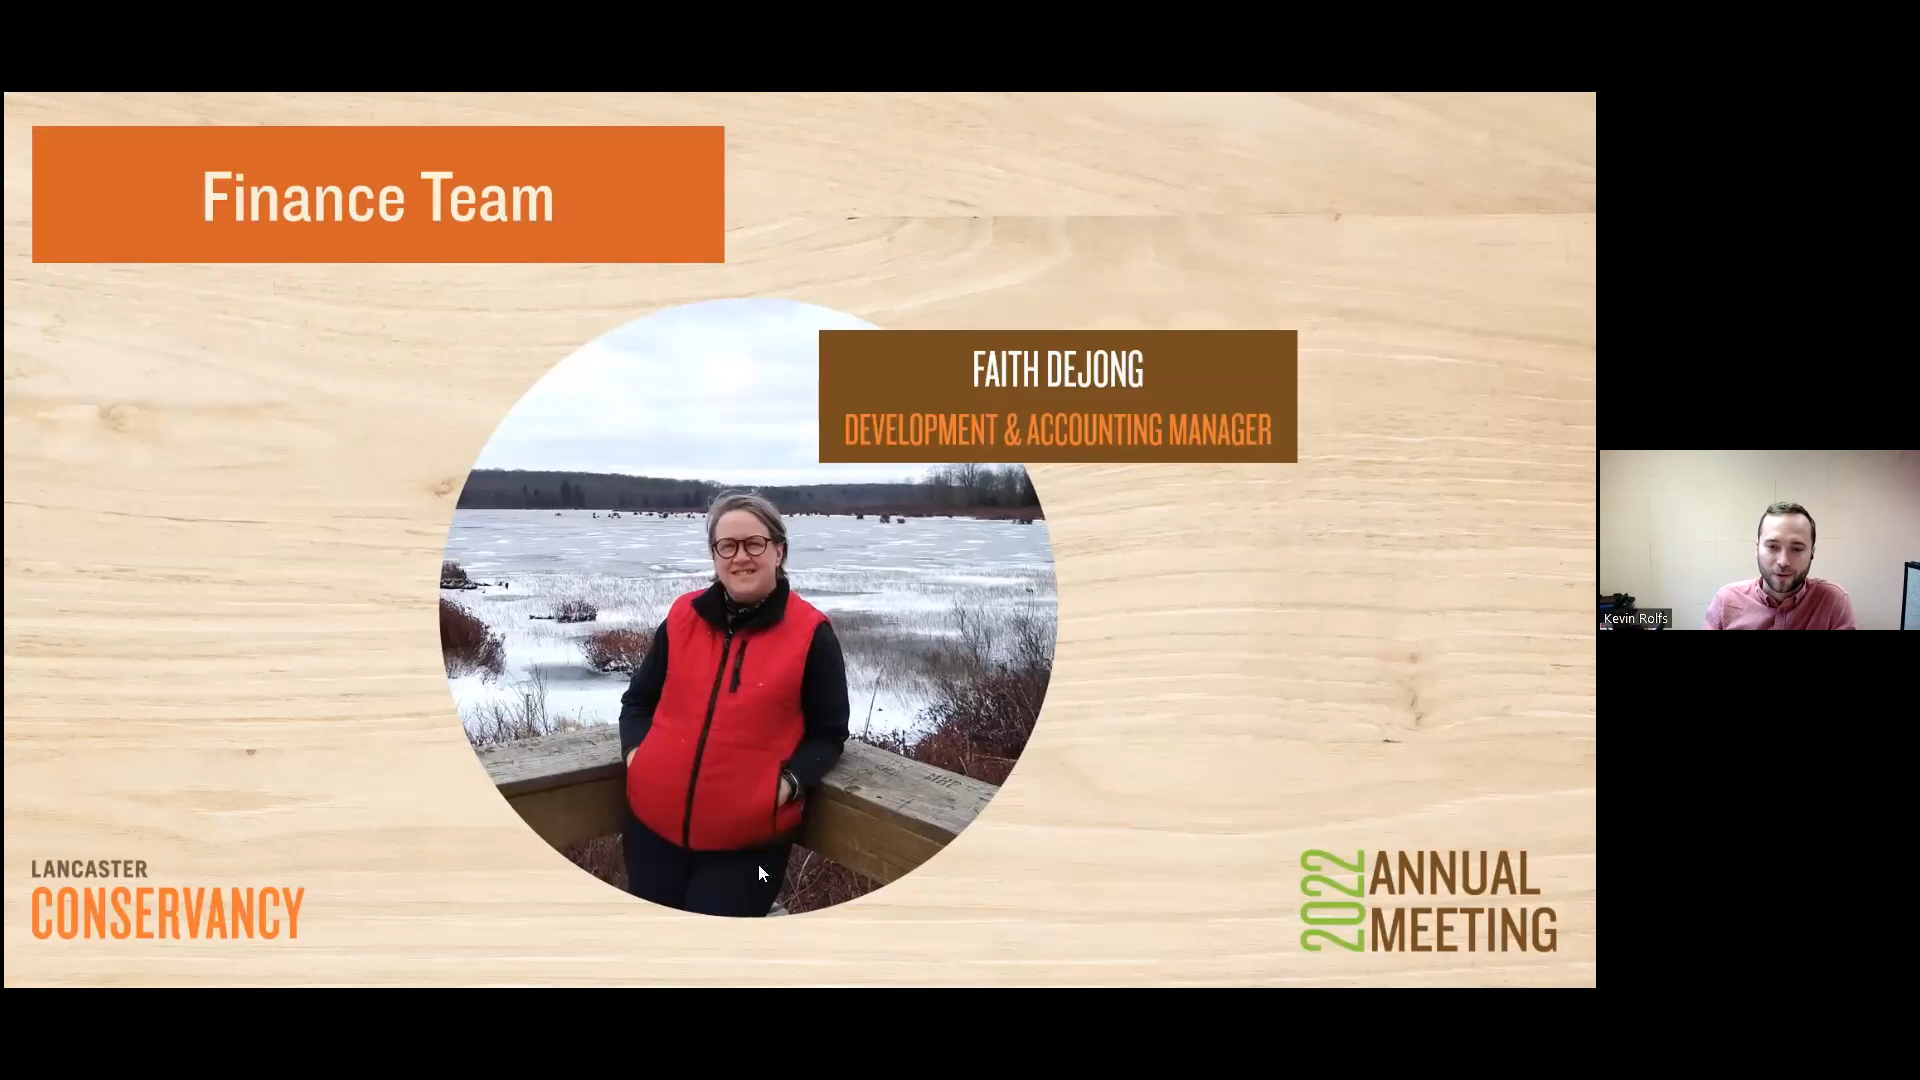 Finance Team
FAITH DEJONG
DEVELOPMENT & ACCOUNTING MANAGER
Kevin Rolfs
LANCASTER
CONSERVANCY
2022
ANNUAL
MEETING